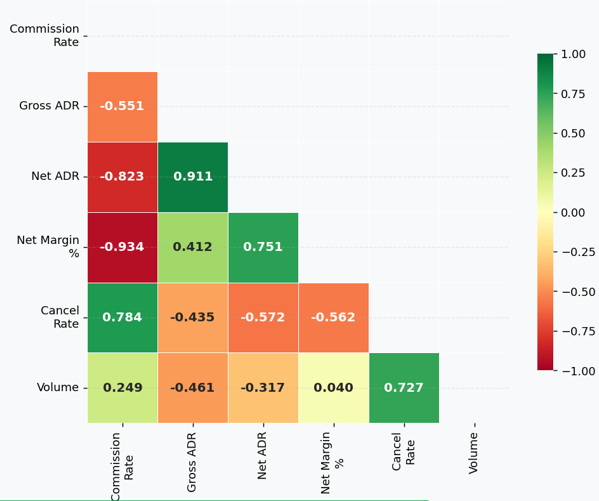 Commission
Rate
1.00
0.75
Gross ADR
-0.551
0.50
0.25
Net ADR
-0.823
0.911
0.00
Net Margin
%
-0.934
0.412
0.751
−0.25
−0.50
Cancel
Rate
0.784
-0.435
-0.572
-0.562
−0.75
−1.00
Volume
0.249
-0.461
-0.317
0.040
0.727
Commission
Rate
Gross ADR
Net ADR
Net Margin
%
Cancel
Rate
Volume